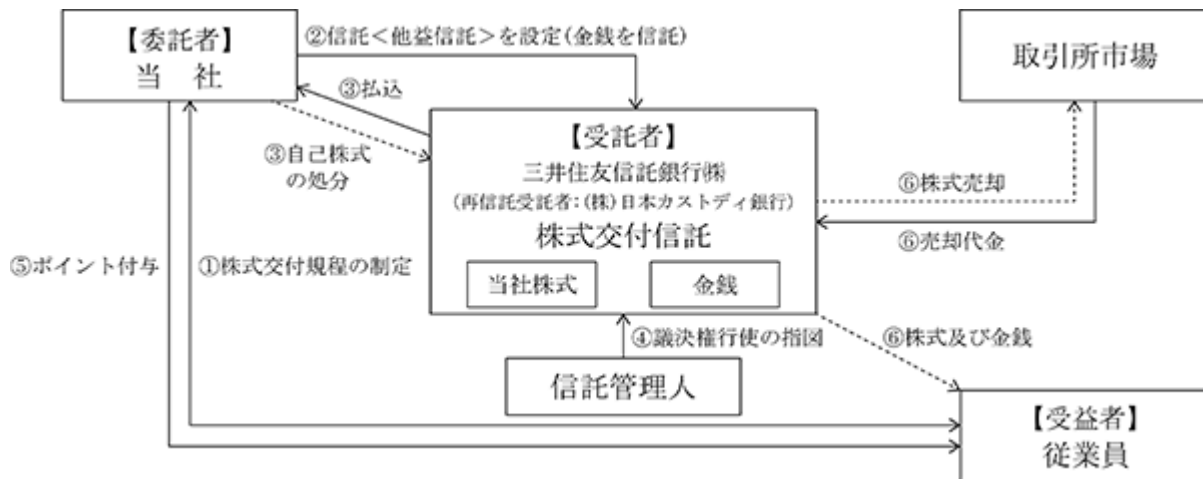 【委託者】
当　社
②信託＜他益信託＞を設定(金銭を信託)
取引所市場
③払込
③自己株式
の処分
【受託者】
三井住友信託銀行㈱
(再信託受託者：(株)日本カストディ銀行)
株式交付信託
当社株式
金銭
⑥株式売却
⑥売却代金
⑤ポイント付与
①株式交付規程の制定
④議決権行使の指図
⑥株式及び金銭
信託管理人
【受益者】
従業員